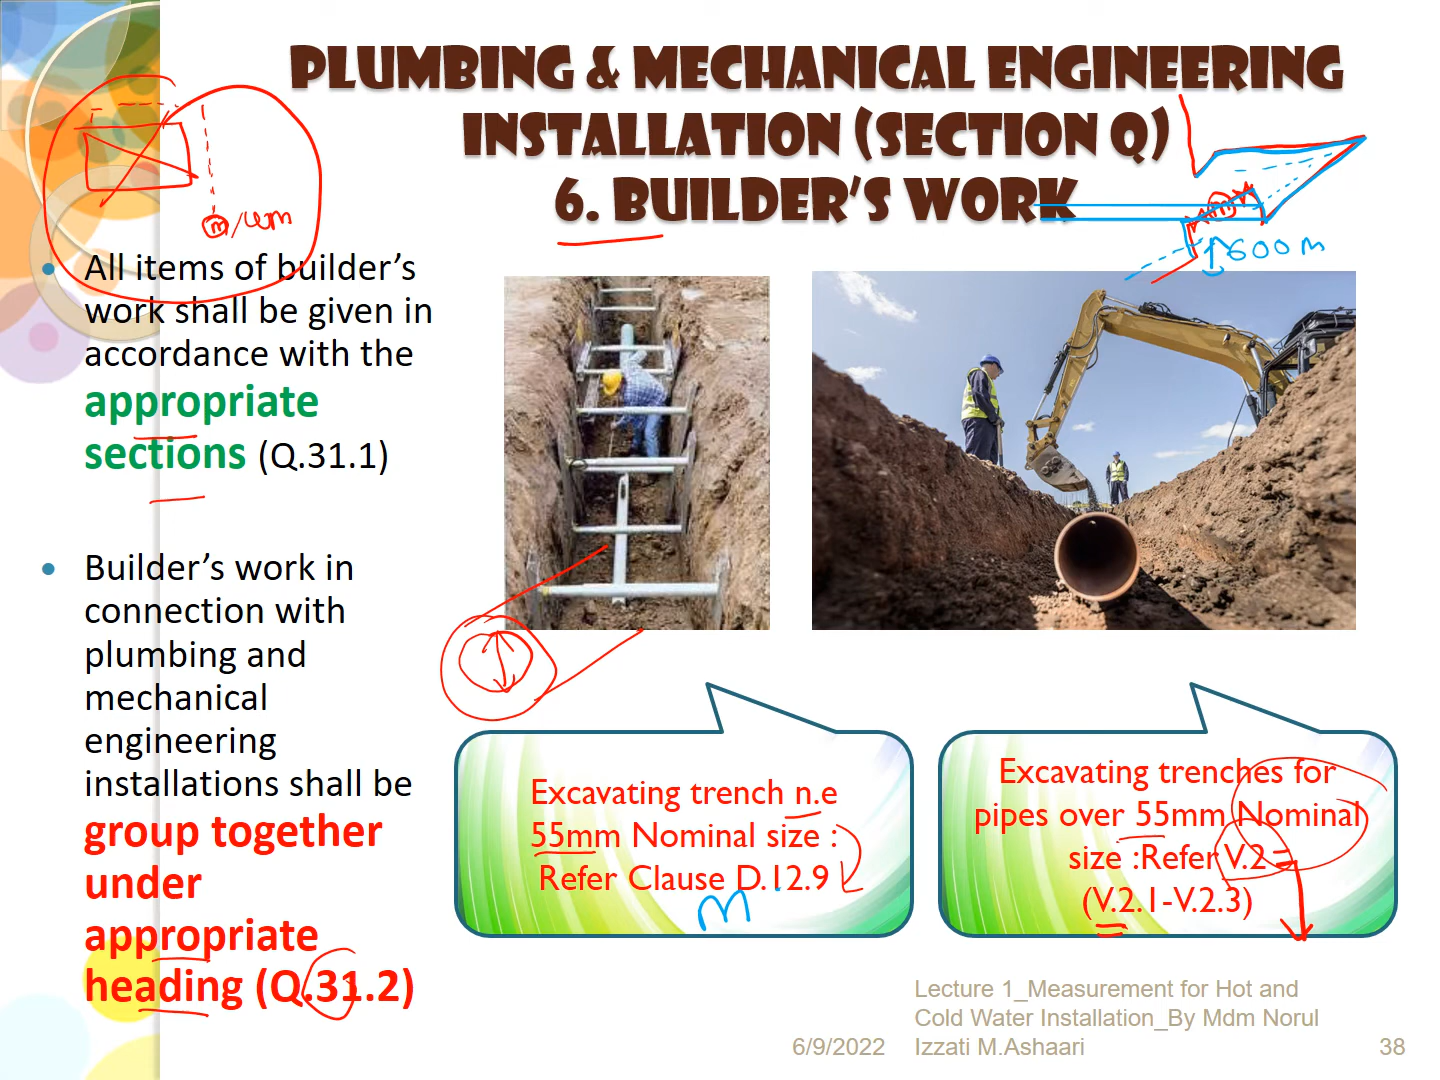 PLUMBING & MECHANICAL ENGINEERING
INSTALLATION (SECTION Q)
6. BUILDER'S WORK
m
600 m
m / um
• All items of builder's
work shall be given in
accordance with the
appropriate
sections (Q.31.1)
• Builder's work in
connection with
plumbing and
mechanical
engineering
installations shall be
group together
under
appropriate
heading (Q.31.2)
Excavating trench n.e
55mm Nominal size :
Refer Clause D.12.9
m
Excavating trenches for
pipes over 55mm Nominal
size :Refer V.2
(V.2.1-V.2.3)
6/9/2022
Lecture 1_Measurement for Hot and
Cold Water Installation_By Mdm Norul
Izzati M.Ashaari
38